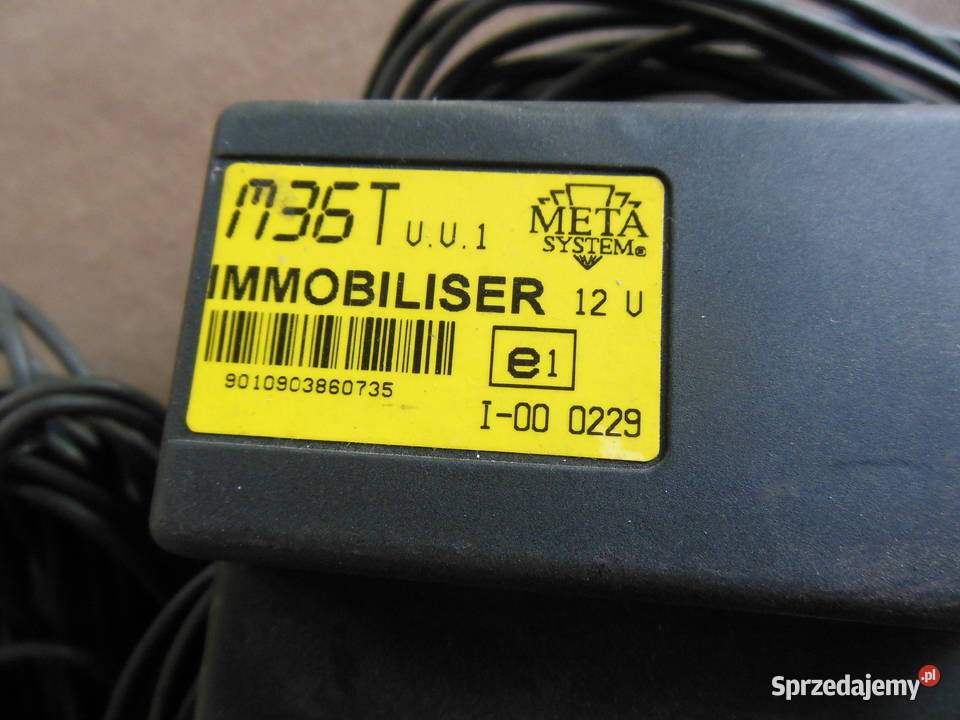 M36T V.V.1
META
SYSTEM®
IMMOBILISER 12 V
9010903860735
e1
I-00 0229
Sprzedajemy.pl